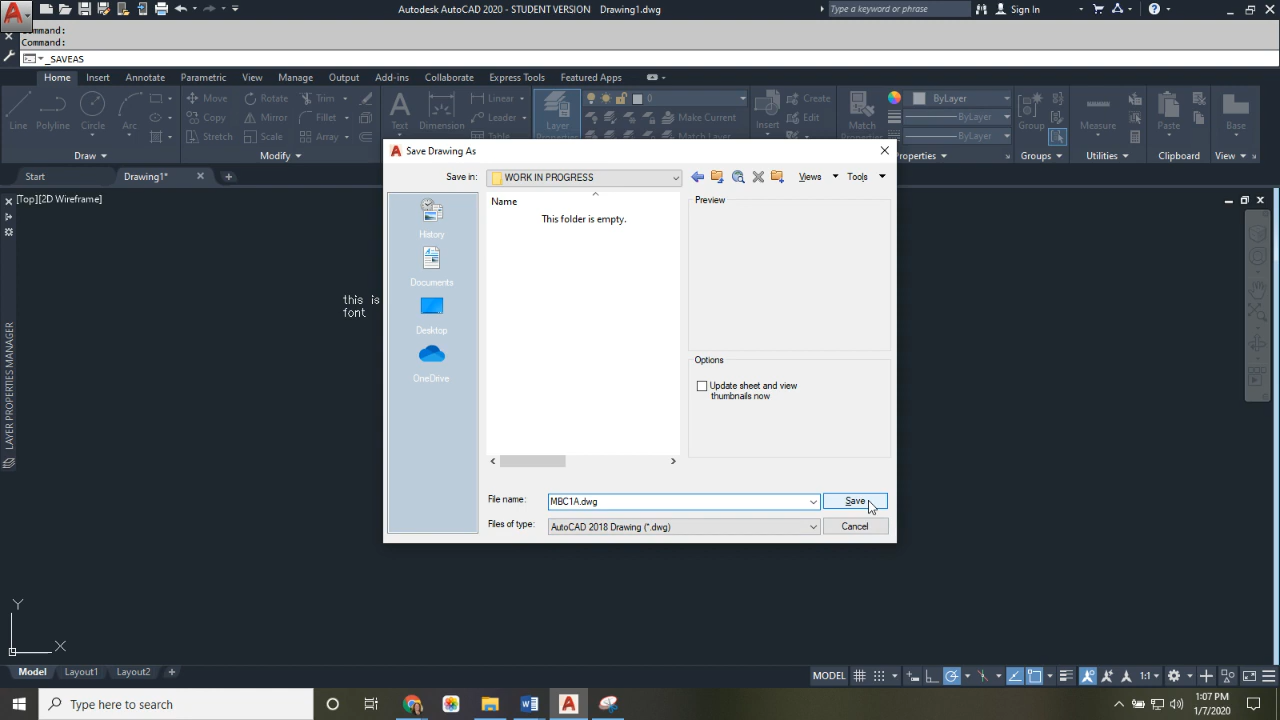 Autodesk AutoCAD 2020 - STUDENT VERSION Drawing1.dwg
Type a keyword or phrase
Sign In
Command:
Command:
_SAVEAS
Home Insert Annotate Parametric View Manage Output Add-ins Collaborate Express Tools Featured Apps
Line Polyline Circle Arc
Move Rotate Trim
Copy Mirror Fillet
Stretch Scale Array
Text Dimension
Linear
Leader
Table
Layer
Properties
0
Make Current
Match Layer
Insert
Create
Edit
Match
ByLayer
ByLayer
ByLayer
Group
Measure
Paste
Base
Draw Modify Properties Groups Utilities Clipboard View
Start Drawing1*
[Top][2D Wireframe]
LAYER PROPERTIES MANAGER
this is
font
Save Drawing As
Save in: WORK IN PROGRESS
Views Tools
History
Documents
Desktop
OneDrive
Name
This folder is empty.
Preview
Options
Update sheet and view
thumbnails now
File name: MBC1A.dwg Save
Files of type: AutoCAD 2018 Drawing (*.dwg) Cancel
Y
X
Model Layout1 Layout2
MODEL 1:1
Type here to search
1:07 PM
1/7/2020